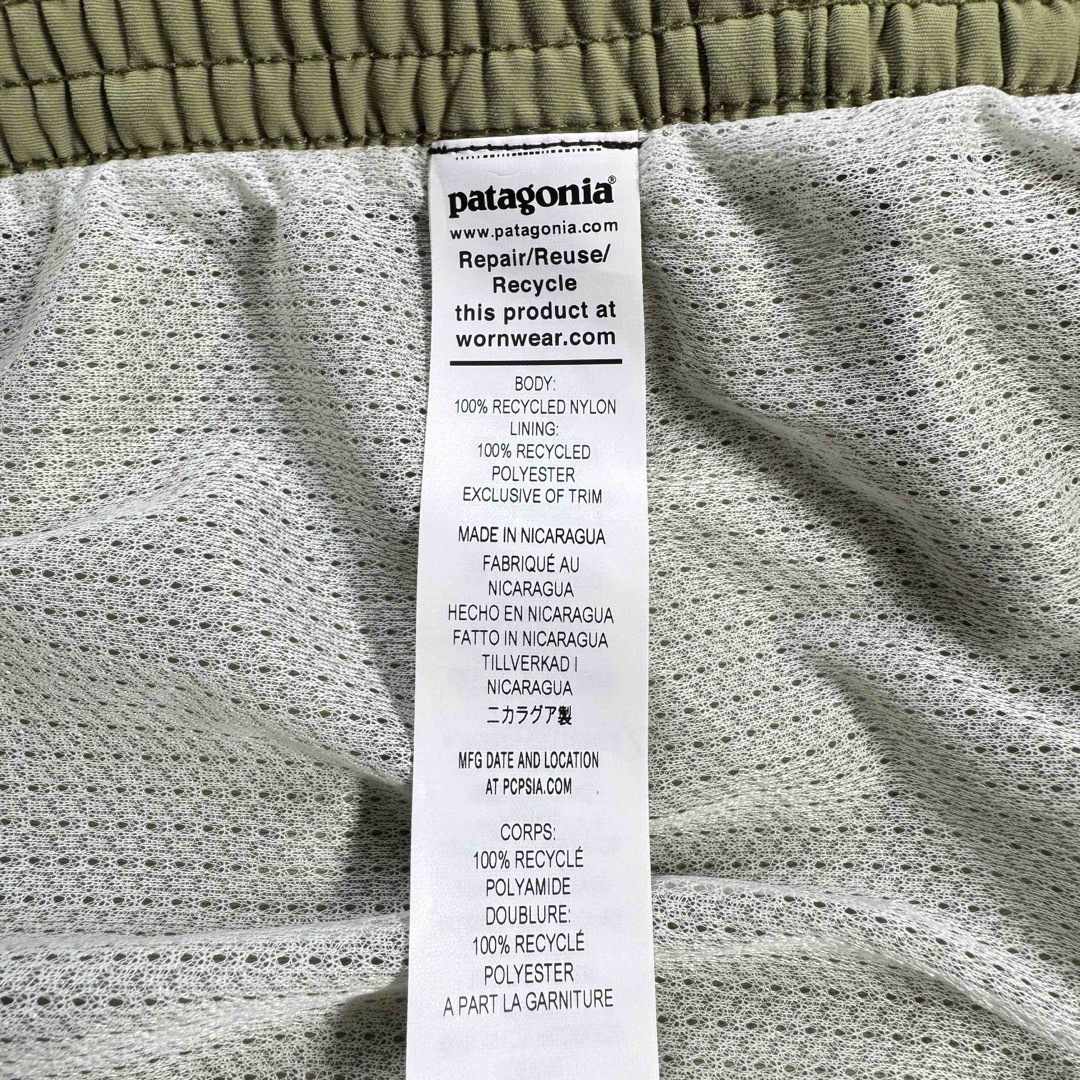 patagonia®
www.patagonia.com
Repair/Reuse/
Recycle
this product at
wornwear.com
BODY:
100% RECYCLED NYLON
LINING:
100% RECYCLED
POLYESTER
EXCLUSIVE OF TRIM
MADE IN NICARAGUA
FABRIQUÉ AU
NICARAGUA
HECHO EN NICARAGUA
FATTO IN NICARAGUA
TILLVERKAD I
NICARAGUA
ニカラグア製
MFG DATE AND LOCATION
AT PCPSIA.COM
CORPS:
100% RECYCLÉ
POLYAMIDE
DOUBLURE:
100% RECYCLÉ
POLYESTER
A PART LA GARNITURE